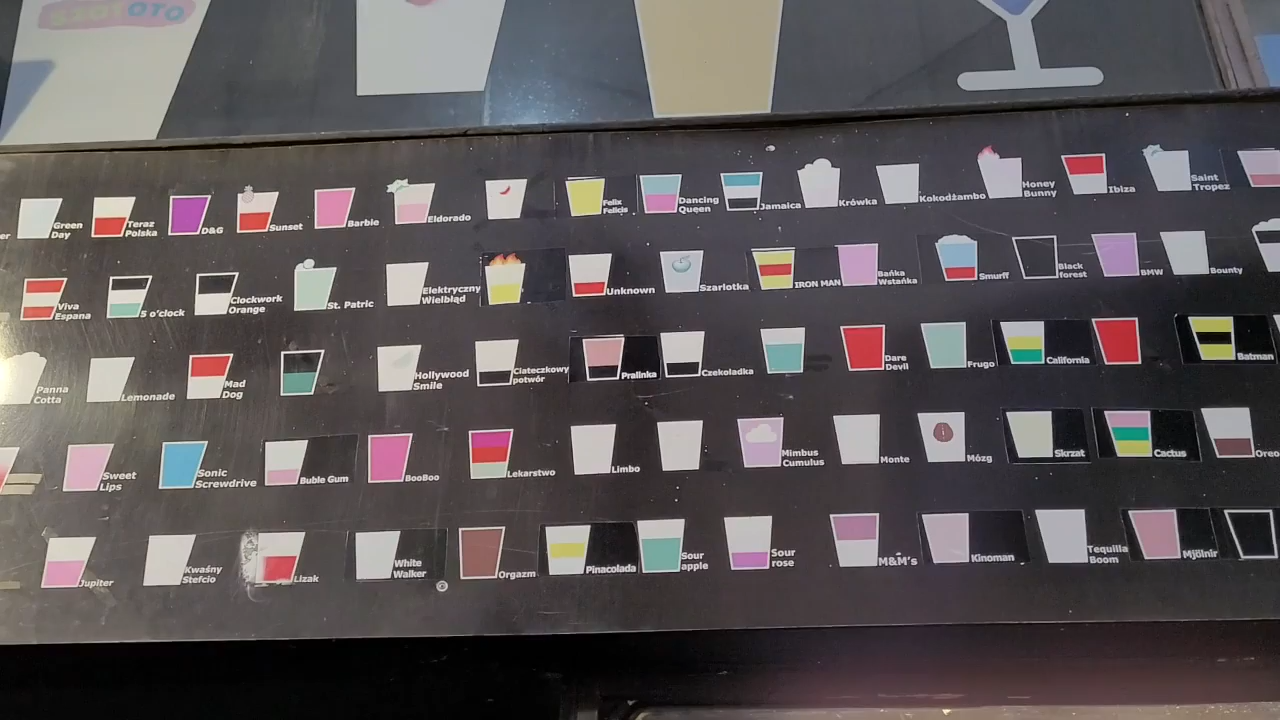 OTO
er
Green
Day
Teraz
Polska
D&G
Sunset
Barbie
Eldorado
Felix
Felicis
Dancing
Queen
Jamaica
Krówka
Kokodżambo
Honey
Bunny
Ibiza
Saint
Tropez
Viva
Espana
5 o'clock
Clockwork
Orange
St. Patric
Elektryczny
Wielbłąd
Unknown
Szarlotka
IRON MAN
Bańka
Wstańka
Smurff
Black
forest
BMW
Bounty
Panna
Cotta
Lemonade
Mad
Dog
Hollywood
Smile
Ciasteczkowy
potwór
Pralinka
Czekoladka
Dare
Devil
Frugo
California
Batman
Sweet
Lips
Sonic
Screwdrive
Buble Gum
BooBoo
Lekarstwo
Limbo
Mimbus
Cumulus
Monte
Mózg
Skrzat
Cactus
Oreo
Jupiter
Kwaśny
Stefcio
Lizak
White
Walker
Orgazm
Pinacolada
Sour
apple
Sour
rose
M&M's
Kinoman
Tequilla
Boom
Mjölnir